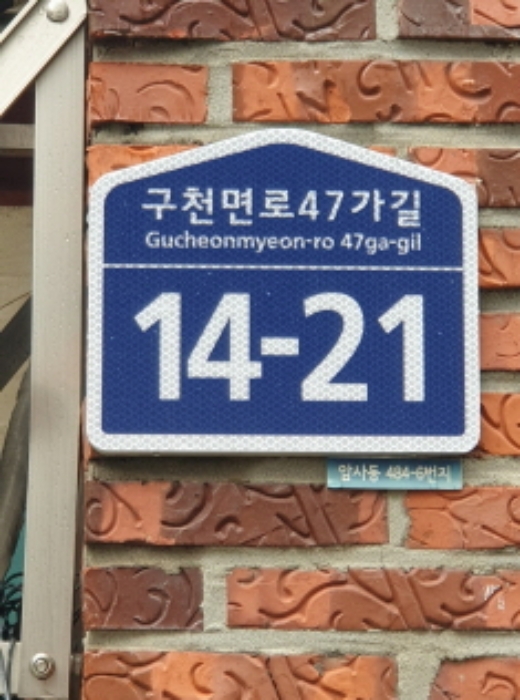 구천면로47가길
Gucheonmyeon-ro 47ga-gil
14-21
암사동 484-6번지